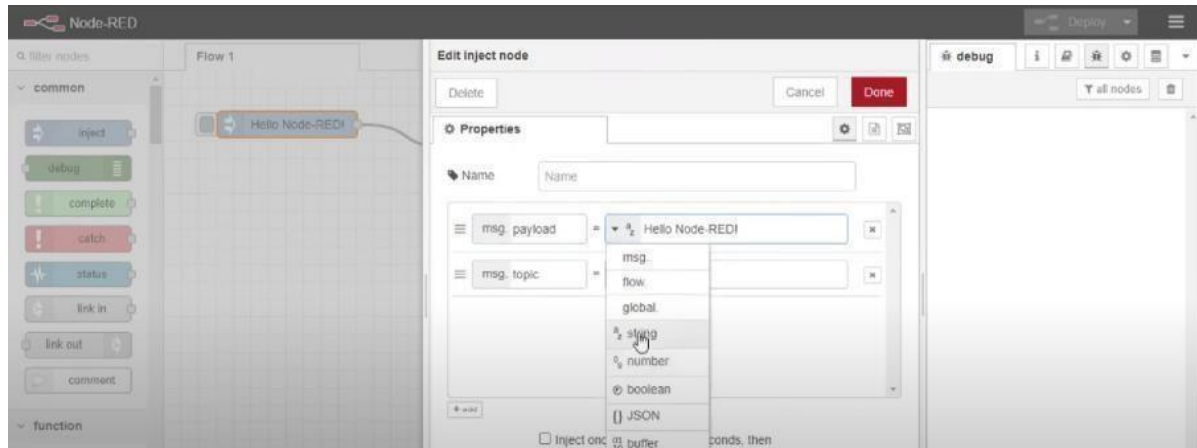 Node-RED
Deploy
filter nodes
Flow 1
Edit inject node
debug
common
Delete
Cancel
Done
all nodes
inject
Hello Node-RED!
Properties
debug
Name
Name
complete
msg. payload
=
Hello Node-RED!
catch
msg.
status
msg. topic
=
flow.
link in
global.
string
link out
number
comment
boolean
+ add
{} JSON
function
Inject once
buffer
conds, then